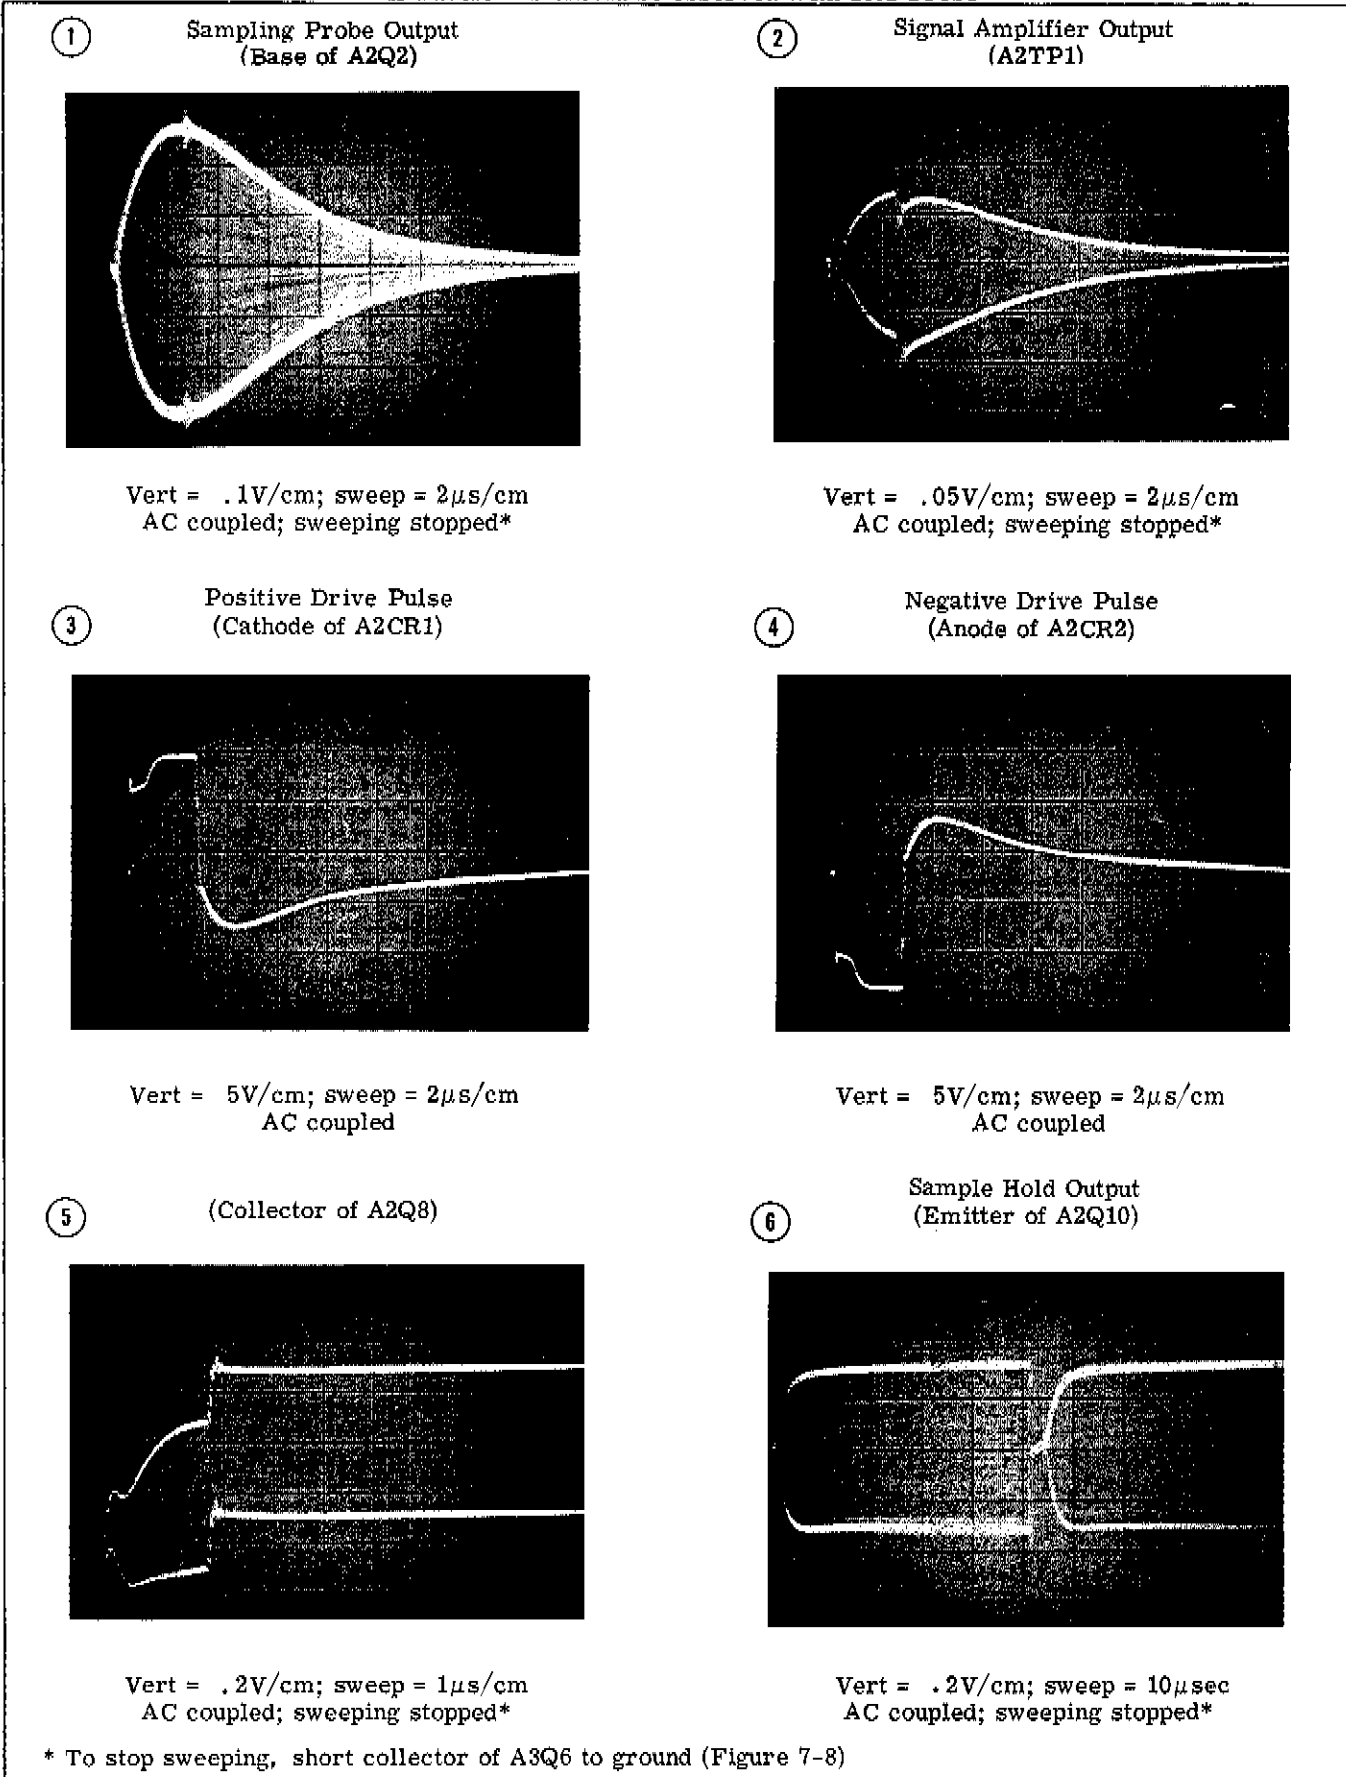 1
Sampling Probe Output
(Base of A2Q2)
Vert = .1V/cm; sweep = 2μs/cm
AC coupled; sweeping stopped*
2
Signal Amplifier Output
(A2TP1)
Vert = .05V/cm; sweep = 2μs/cm
AC coupled; sweeping stopped*
3
Positive Drive Pulse
(Cathode of A2CR1)
Vert = 5V/cm; sweep = 2μs/cm
AC coupled
4
Negative Drive Pulse
(Anode of A2CR2)
Vert = 5V/cm; sweep = 2μs/cm
AC coupled
5
(Collector of A2Q8)
Vert = .2V/cm; sweep = 1μs/cm
AC coupled; sweeping stopped*
6
Sample Hold Output
(Emitter of A2Q10)
Vert = .2V/cm; sweep = 10μsec
AC coupled; sweeping stopped*
* To stop sweeping, short collector of A3Q6 to ground (Figure 7-8)